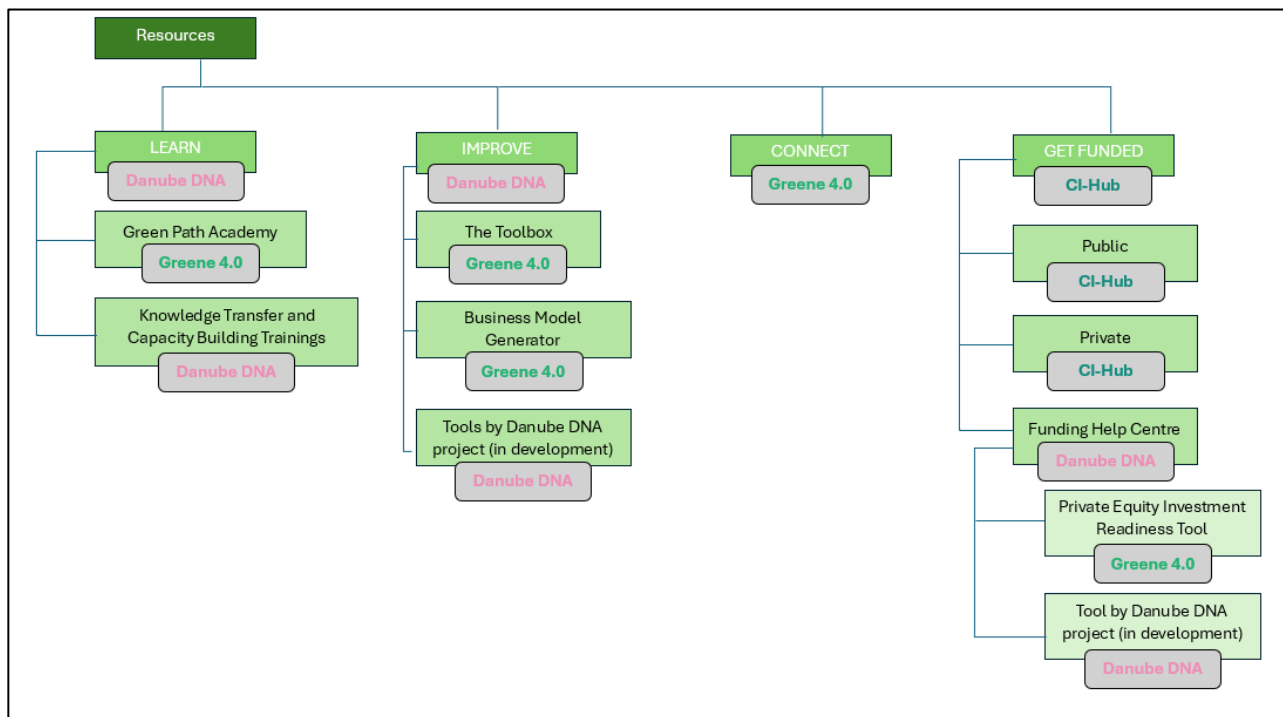 Resources
LEARN
Danube DNA
Green Path Academy
Greene 4.0
Knowledge Transfer and
Capacity Building Trainings
Danube DNA
IMPROVE
Danube DNA
The Toolbox
Greene 4.0
Business Model
Generator
Greene 4.0
Tools by Danube DNA
project (in development)
Danube DNA
CONNECT
Greene 4.0
GET FUNDED
CI-Hub
Public
CI-Hub
Private
CI-Hub
Funding Help Centre
Danube DNA
Private Equity Investment
Readiness Tool
Greene 4.0
Tool by Danube DNA
project (in development)
Danube DNA